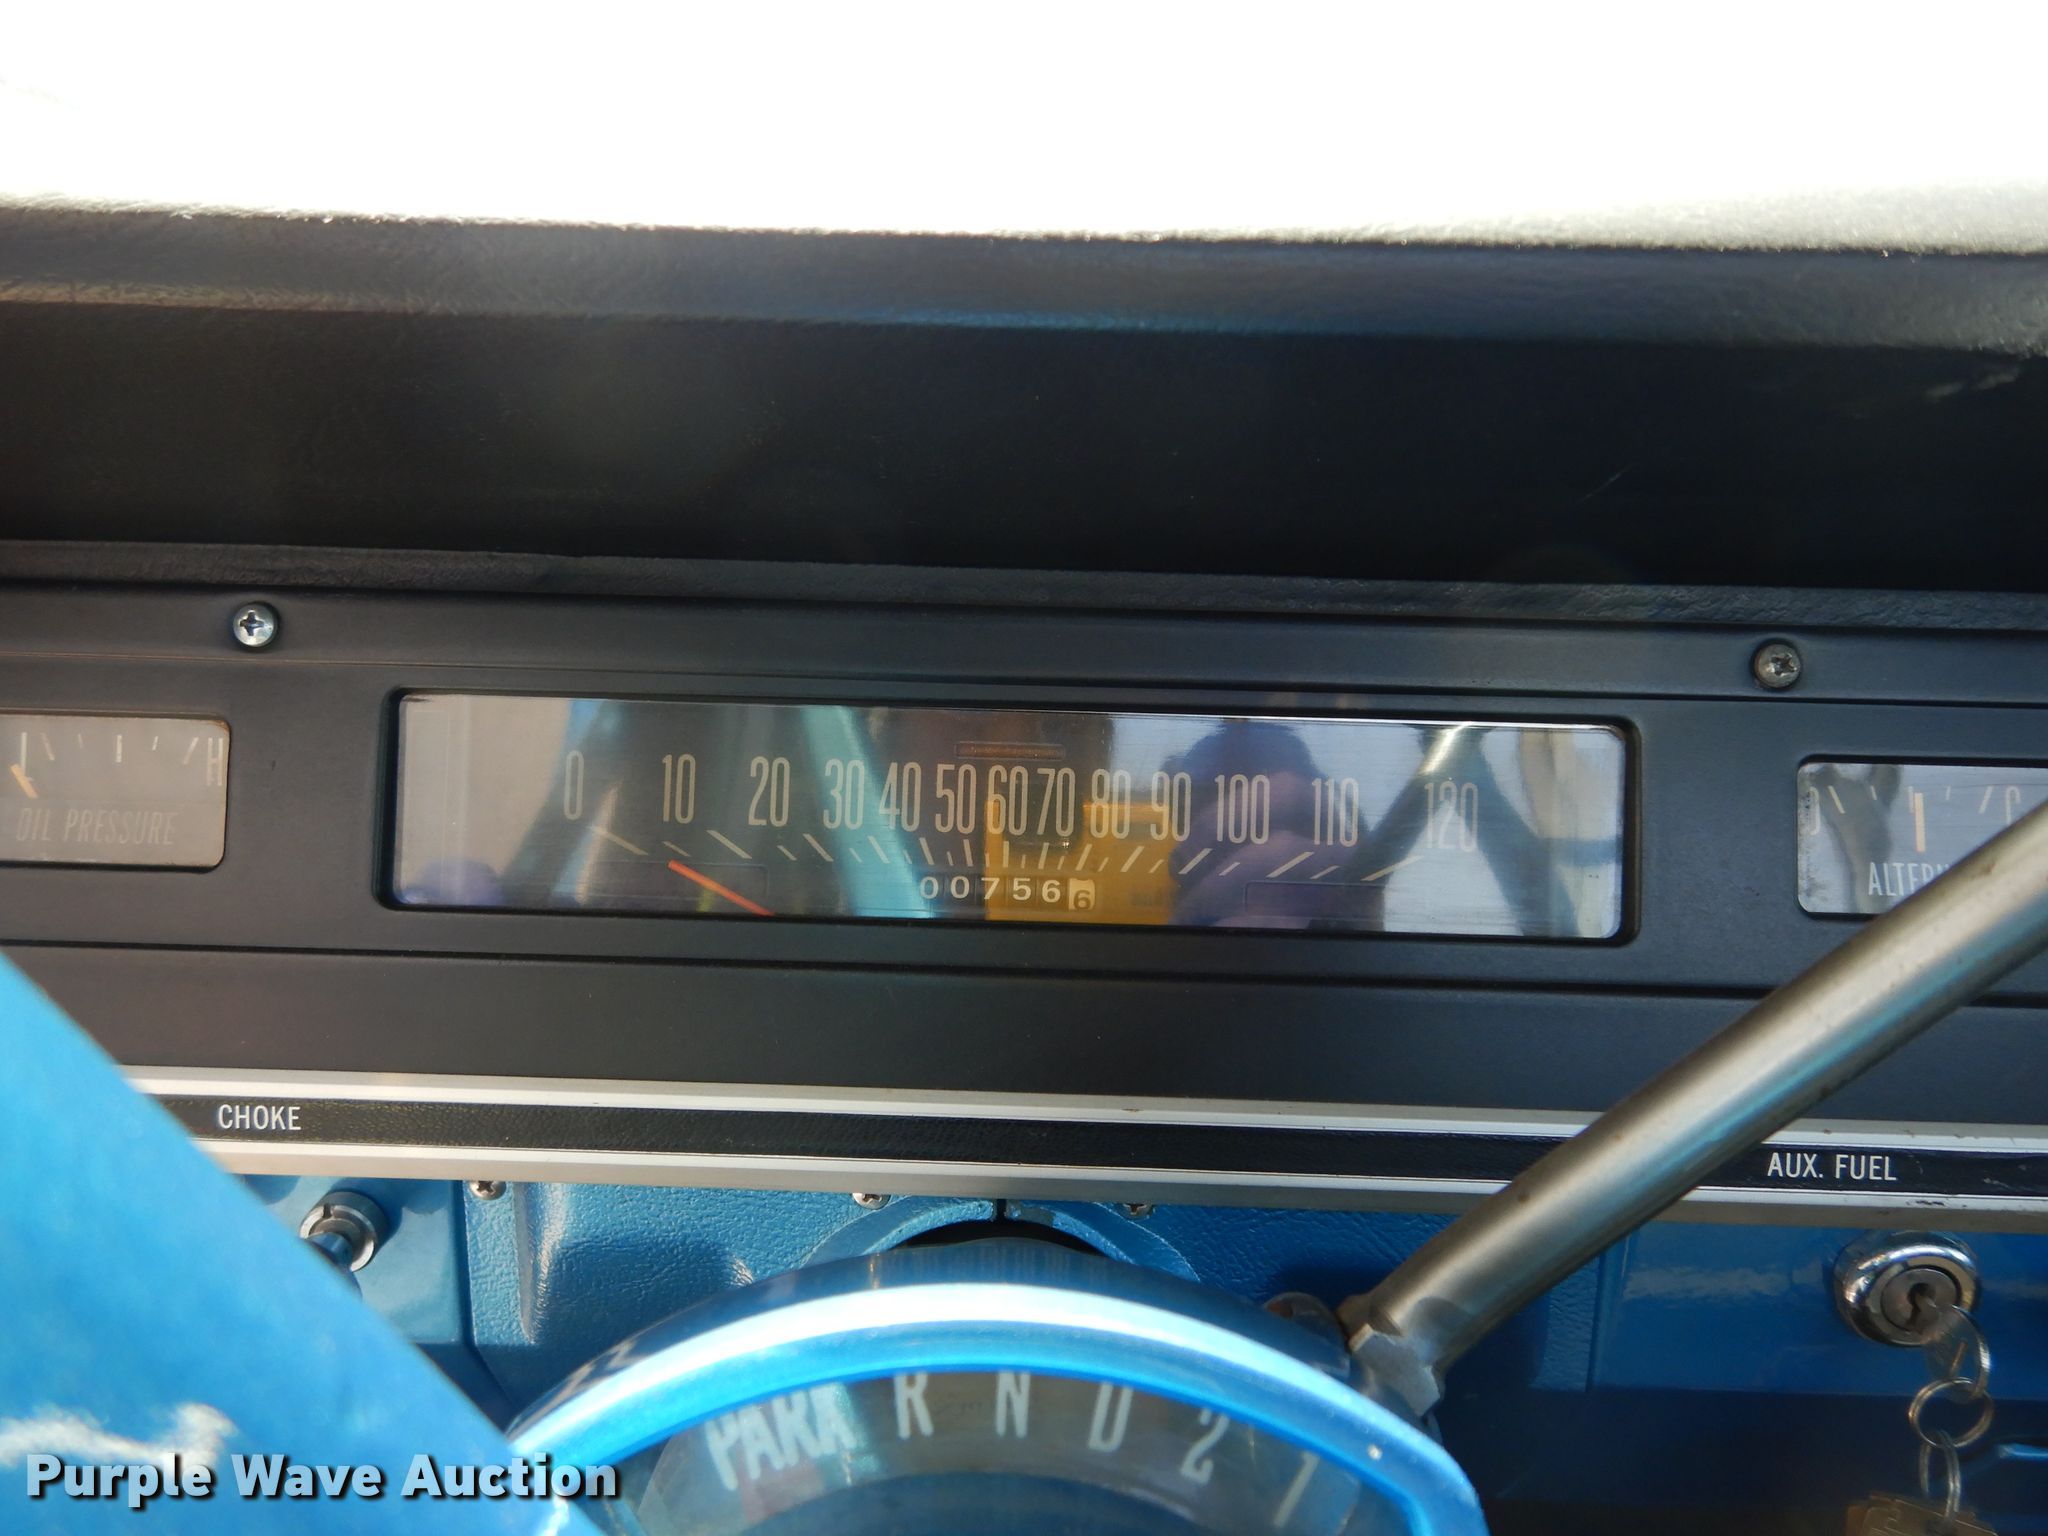 H
OIL PRESSURE
0 10 20 30 40 50 60 70 80 90 100 110 120
007566
D C
CHOKE
AUX. FUEL
PARK R N D 2 1
Purple Wave Auction